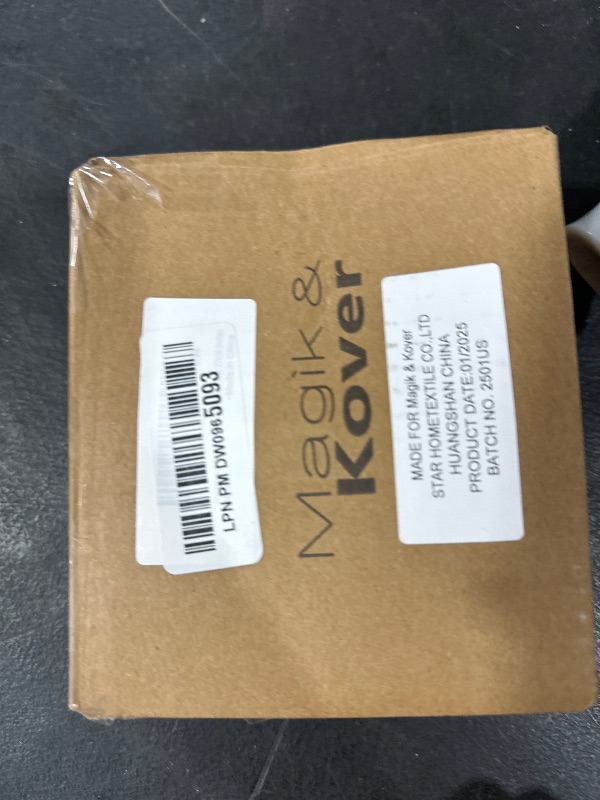 LPN PM DW0965093
Magik &
Kover
MADE FOR Magik & Kover
STAR HOMETEXTILE CO.,LTD
HUANGSHAN CHINA
PRODUCT DATE:01/2025
BATCH NO. 2501US